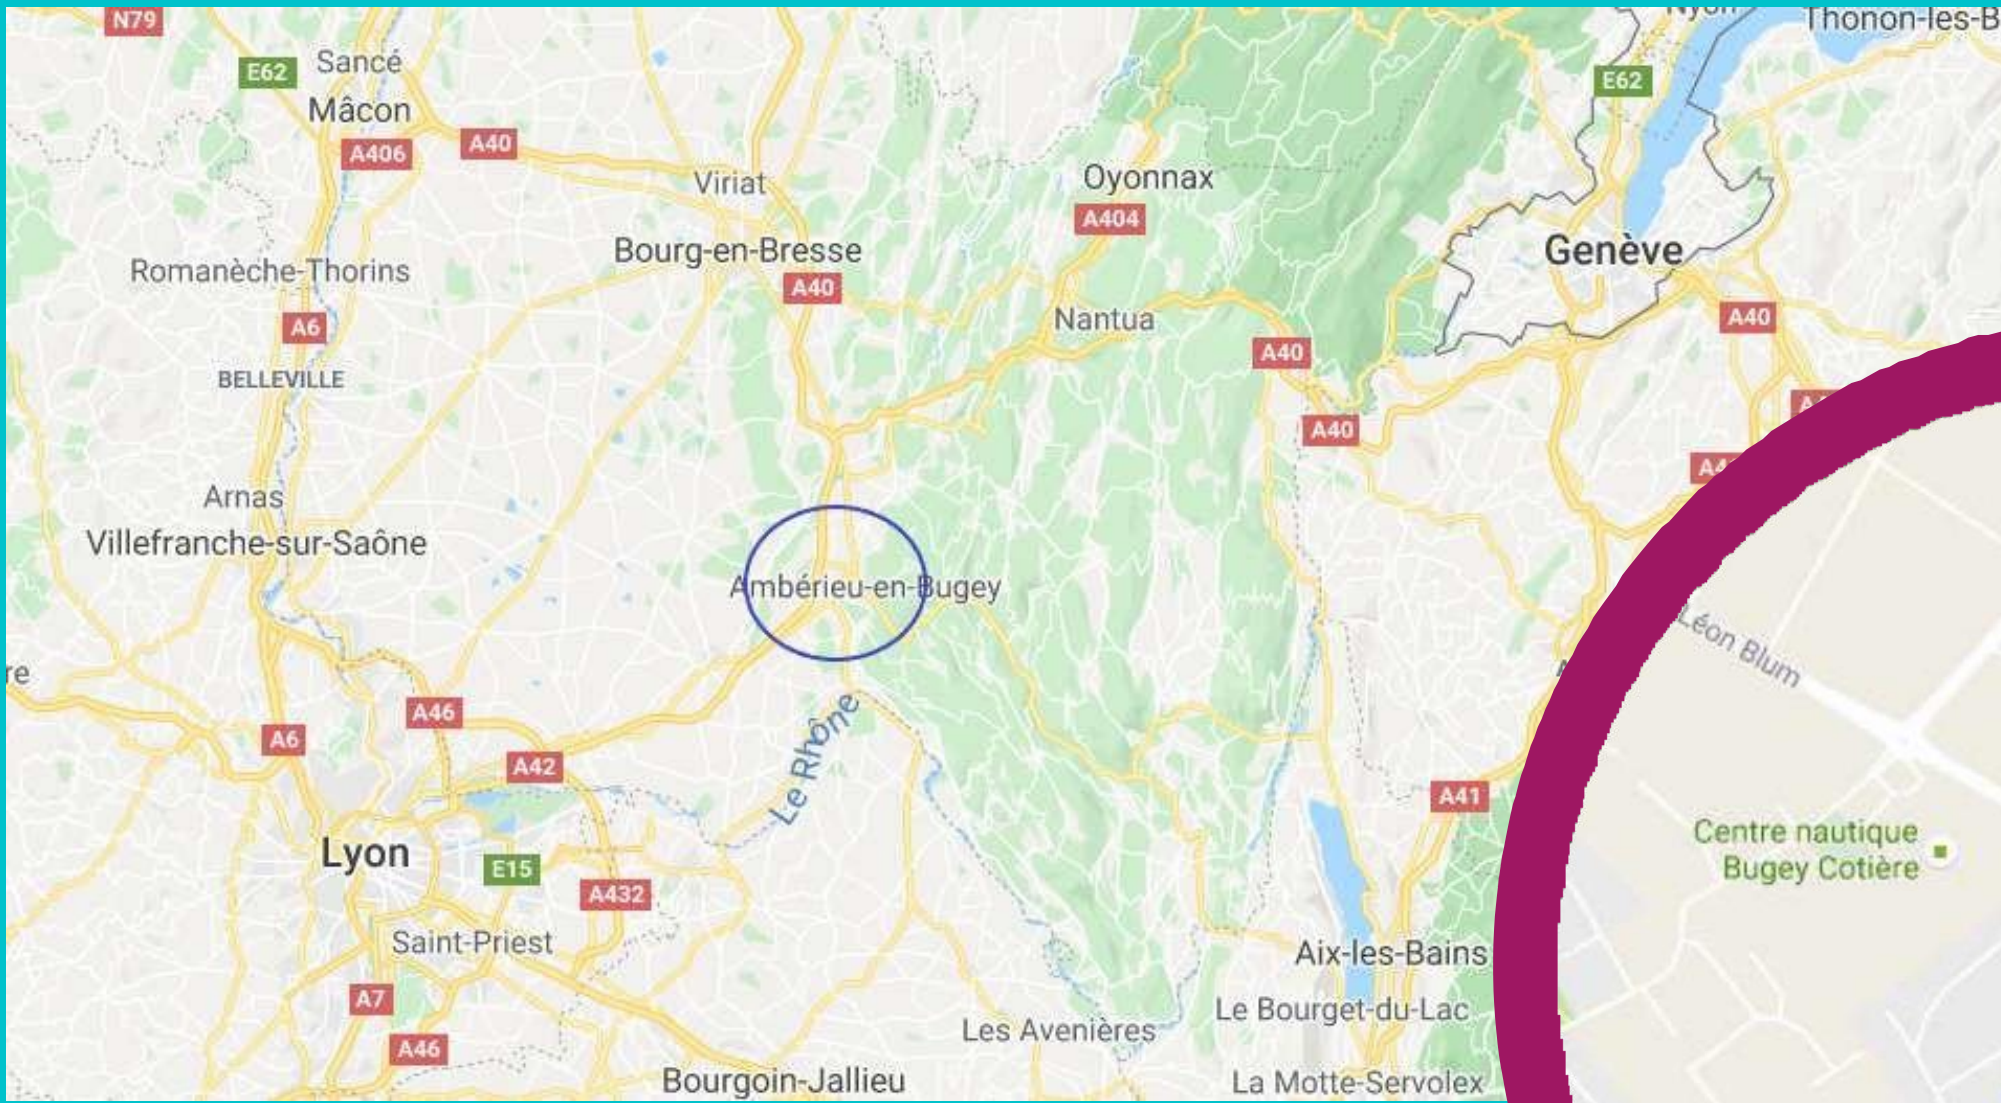 N79
Nyon
Thonon-les-B
E62
Sancé
E62
Mâcon
A406
A40
Viriat
Oyonnax
A404
Bourg-en-Bresse
Genève
Romanèche-Thorins
A40
A6
Nantua
A40
A40
BELLEVILLE
A40
Arnas
Villefranche-sur-Saône
Ambérieu-en-Bugey
Léon Blum
re
A46
A6
Le Rhône
A42
A41
Centre nautique
Bugey Cotière
Lyon
E15
A432
Saint-Priest
Aix-les-Bains
A7
Le Bourget-du-Lac
Les Avenières
A46
Bourgoin-Jallieu
La Motte-Servolex